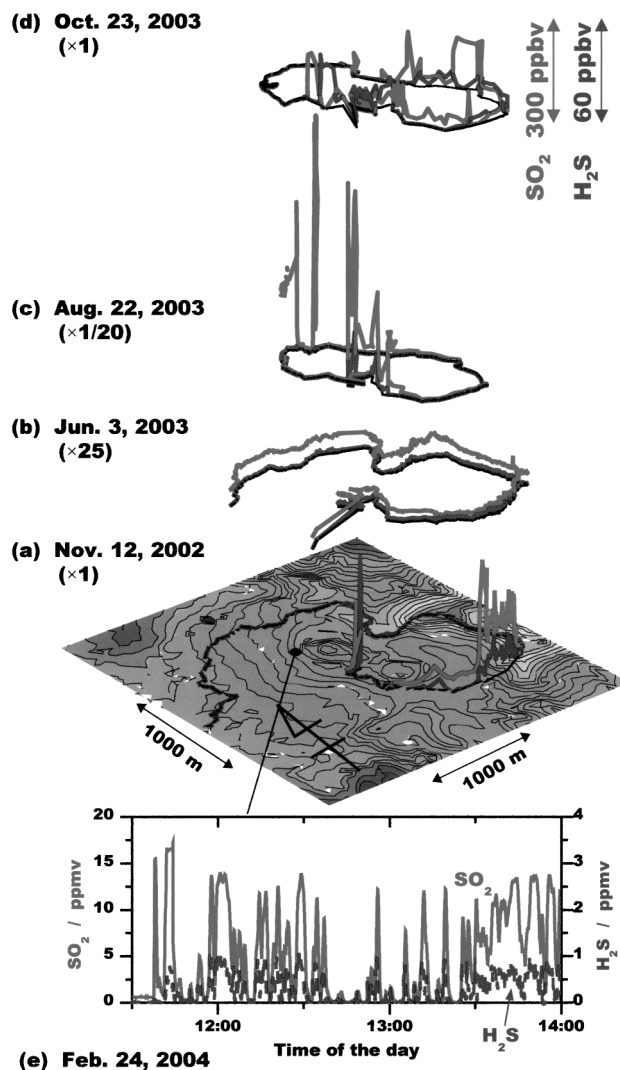 (d) Oct. 23, 2003
(×1)
SO2 300 ppbv
H2S 60 ppbv
(c) Aug. 22, 2003
(×1/20)
(b) Jun. 3, 2003
(×25)
(a) Nov. 12, 2002
(×1)
1000 m
1000 m
20
15
10
5
0
SO2 / ppmv
4
3
2
1
0
H2S / ppmv
SO2
H2S
12:00 13:00 14:00
Time of the day
(e) Feb. 24, 2004